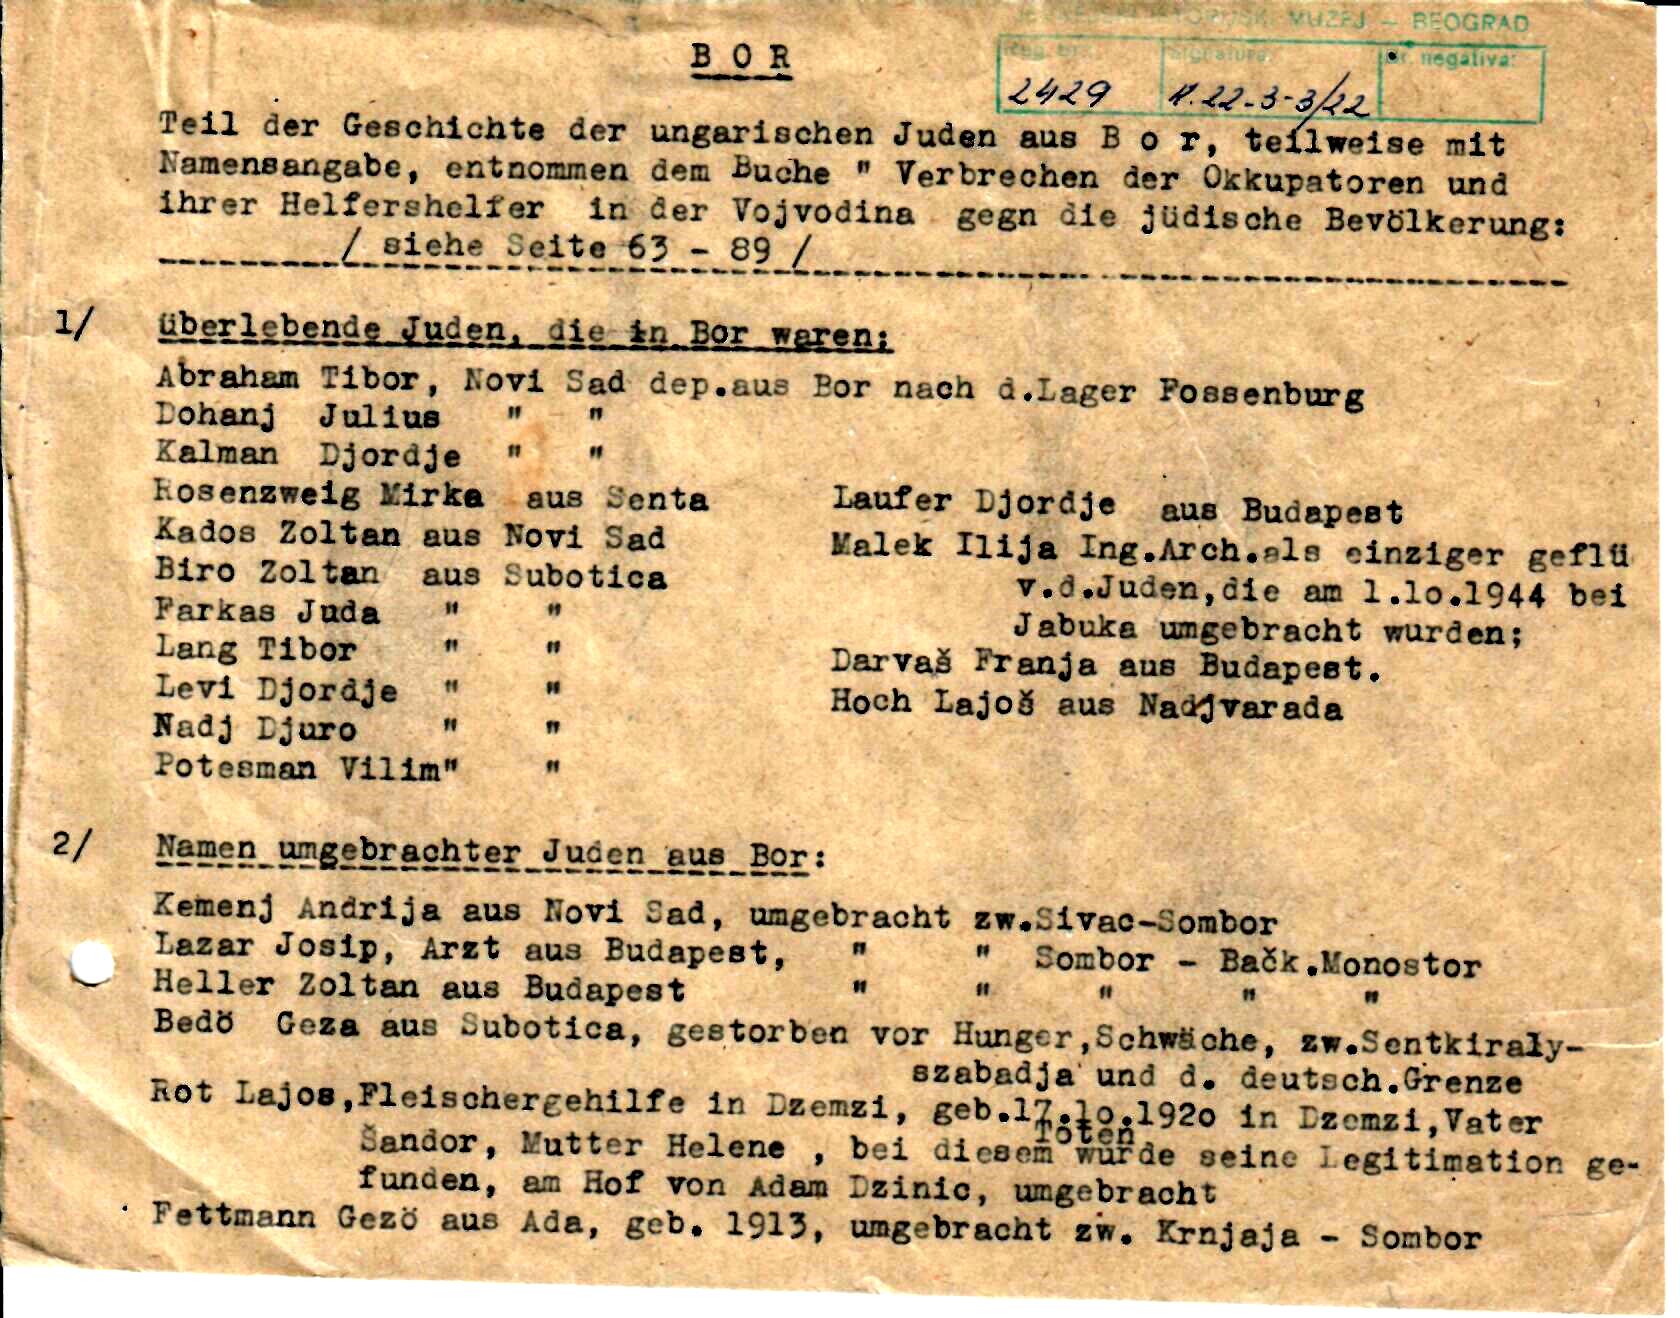 JEVREJSKI ISTORIJSKI MUZEJ — BEOGRAD
Reg. br. Signatura: Br. negativa:
2429 K.22-3-3/22
B O R
Teil der Geschichte der ungarischen Juden aus B o r, teilweise mit
Namensangabe, entnommen dem Buche " Verbrechen der Okkupatoren und
ihrer Helfershelfer in der Vojvodina gegn die jüdische Bevölkerung:
/ siehe Seite 63 - 89 /
1/ überlebende Juden, die in Bor waren:
Abraham Tibor, Novi Sad dep.aus Bor nach d.Lager Fossenburg
Dohanj Julius " "
Kalman Djordje " "
Rosenzweig Mirka aus Senta
Kados Zoltan aus Novi Sad
Biro Zoltan aus Subotica
Farkas Juda " "
Lang Tibor " "
Levi Djordje " "
Nadj Djuro " "
Potesman Vilim" "
Laufer Djordje aus Budapest
Malek Ilija Ing.Arch.als einziger geflü
v.d.Juden,die am 1.lo.1944 bei
Jabuka umgebracht wurden;
Darvaš Franja aus Budapest.
Hoch Lajoš aus Nadjvarada
2/ Namen umgebrachter Juden aus Bor:
Kemenj Andrija aus Novi Sad, umgebracht zw.Sivac-Sombor
Lazar Josip, Arzt aus Budapest, " " Sombor - Bačk.Monostor
Heller Zoltan aus Budapest " " " " "
Bedö Geza aus Subotica, gestorben vor Hunger,Schwäche, zw.Sentkiraly-
szabadja und d. deutsch.Grenze
Rot Lajos,Fleischergehilfe in Dzemzi, geb.17.lo.192o in Dzemzi,Vater
Toten
Šandor, Mutter Helene , bei diesem wurde seine Legitimation ge-
funden, am Hof von Adam Dzinic, umgebracht
Fettmann Gezö aus Ada, geb. 1913, umgebracht zw. Krnjaja - Sombor